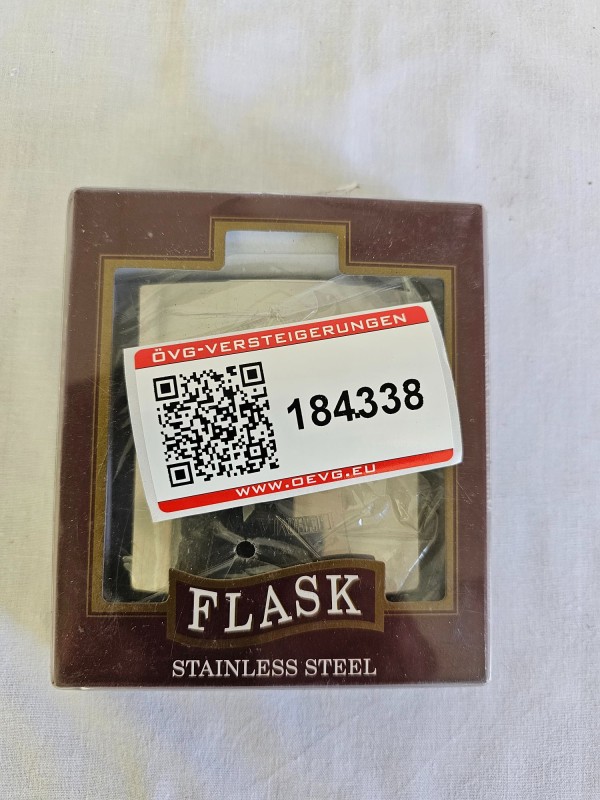 ÖVG-VERSTEIGERUNGEN
184338
WWW.OEVG.EU
FLASK
STAINLESS STEEL